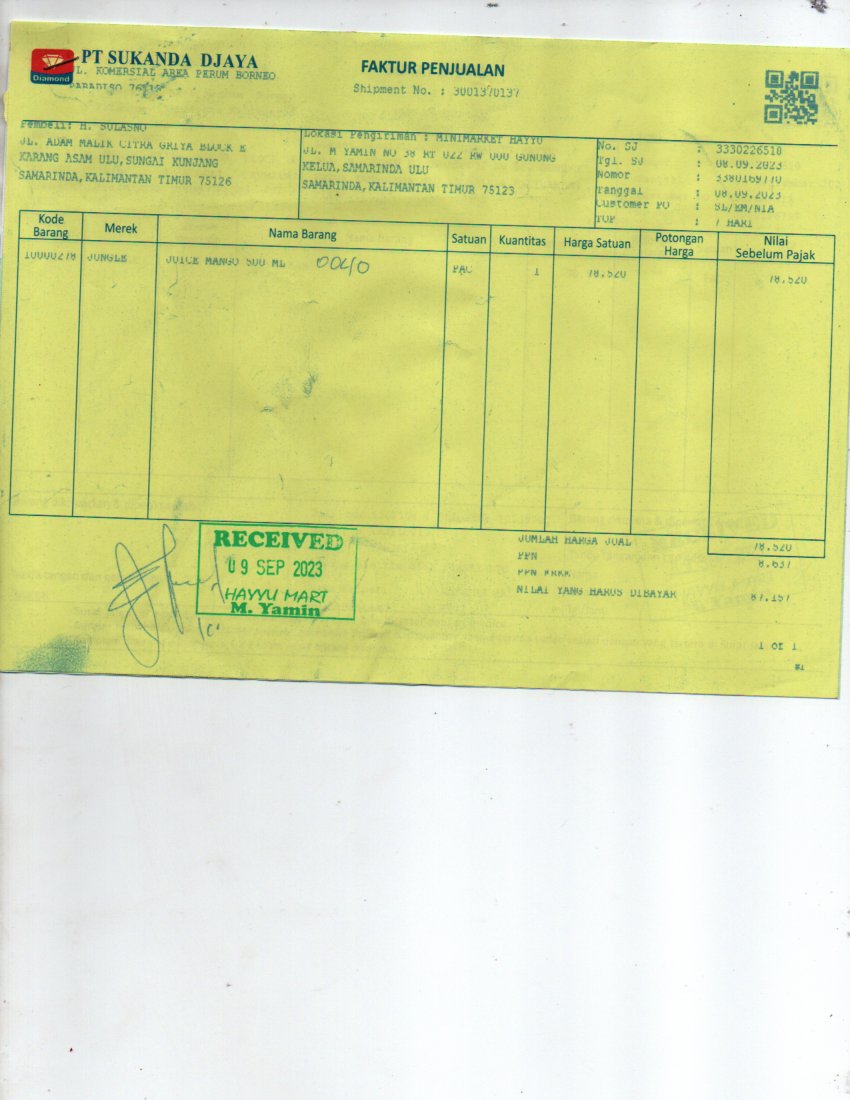 PT SUKANDA DJAYA
Diamond
JL. KOMERSIAL AREA PERUM BORNEO
PARADISO 76116
FAKTUR PENJUALAN
Shipment No. : 3001370137
Pembeli: H. SULASNO
JL. ADAM MALIK CITRA GRIYA BLOCK E
KARANG ASAM ULU,SUNGAI KUNJANG
SAMARINDA,KALIMANTAN TIMUR 75126
Lokasi Pengiriman : MINIMARKET HAYYU
JL. M YAMIN NO 38 RT 022 RW 000 GUNUNG
KELUA,SAMARINDA ULU
SAMARINDA,KALIMANTAN TIMUR 75123
No. SJ : 3330226510
Tgl. SJ : 08.09.2023
Nomor : 3380169770
Tanggal : 08.09.2023
Customer PO : SL/EM/NIA
TOP : 7 HARI
Kode Barang Merek Nama Barang Satuan Kuantitas Harga Satuan Potongan Harga Nilai Sebelum Pajak
10000278 JUNGLE JUICE MANGO 500 ML 0040 PAC 1 78.520 78.520
JUMLAH HARGA JUAL 78.520
PPN 8.637
NILAI YANG HARUS DIBAYAR 87.157
RECEIVED
09 SEP 2023
HAYYU MART
M. Yamin
1 OF 1